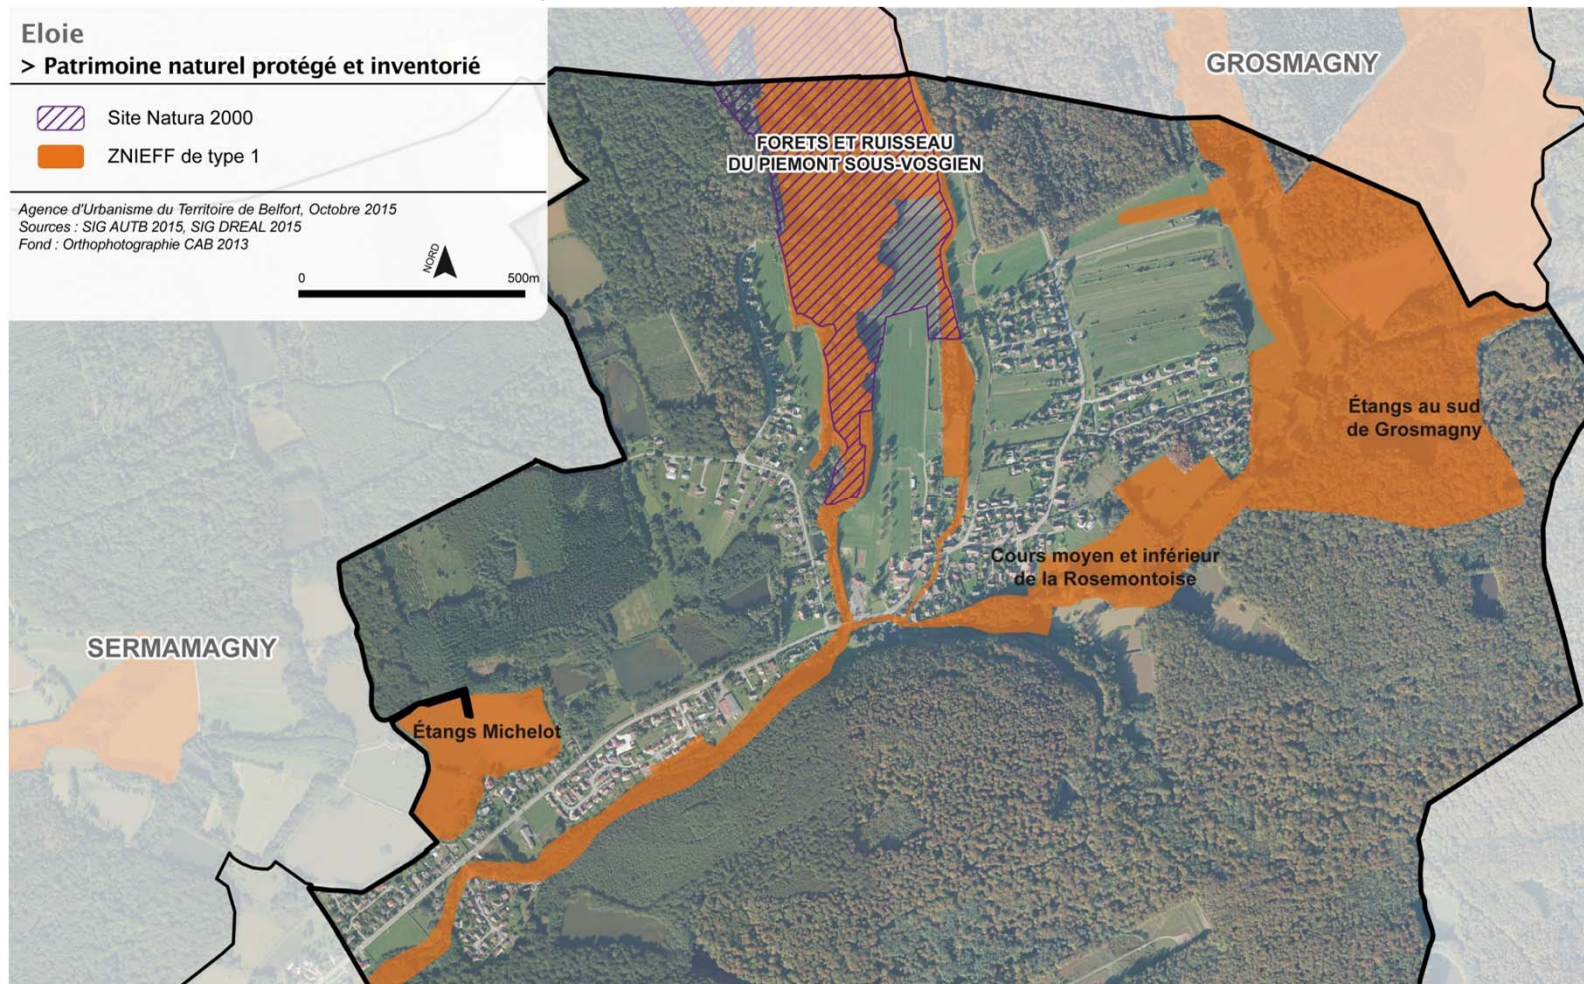 Eloie
> Patrimoine naturel protégé et inventorié
Site Natura 2000
ZNIEFF de type 1
Agence d'Urbanisme du Territoire de Belfort, Octobre 2015
Sources : SIG AUTB 2015, SIG DREAL 2015
Fond : Orthophotographie CAB 2013
NORD
0 500m
GROSMAGNY
FORETS ET RUISSEAU
DU PIEMONT SOUS-VOSGIEN
Étangs au sud
de Grosmagny
Cours moyen et inférieur
de la Rosemontoise
SERMAMAGNY
Étangs Michelot